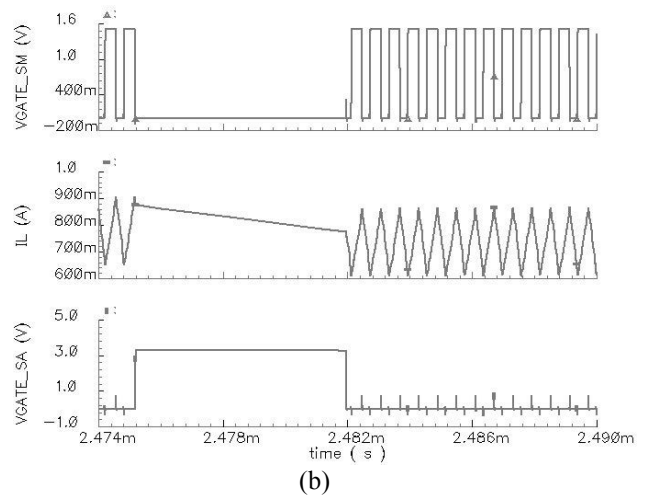 VGATE_SM (V)
1.6
1.0
400m
-200m
IL (A)
1.0
900m
800m
700m
600m
VGATE_SA (V)
5.0
3.0
1.0
-1.0
2.474m 2.478m 2.482m 2.486m 2.490m
time ( s )
(b)